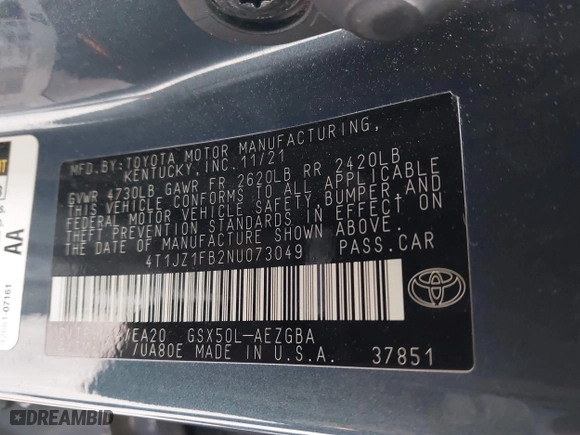 MFD.BY:TOYOTA MOTOR MANUFACTURING,
KENTUCKY, INC. 11/21
GVWR 4730LB GAWR FR 2620LB RR 2420LB
THIS VEHICLE CONFORMS TO ALL APPLICABLE
FEDERAL MOTOR VEHICLE SAFETY, BUMPER AND
THEFT PREVENTION STANDARDS IN EFFECT ON
THE DATE OF MANUFACTURE SHOWN ABOVE.
4T1JZ1FB2NU073049 PASS.CAR
EA20 GSX50L-AEZGBA
/UA80E MADE IN U.S.A. 37851
AA
07161
DREAMBID